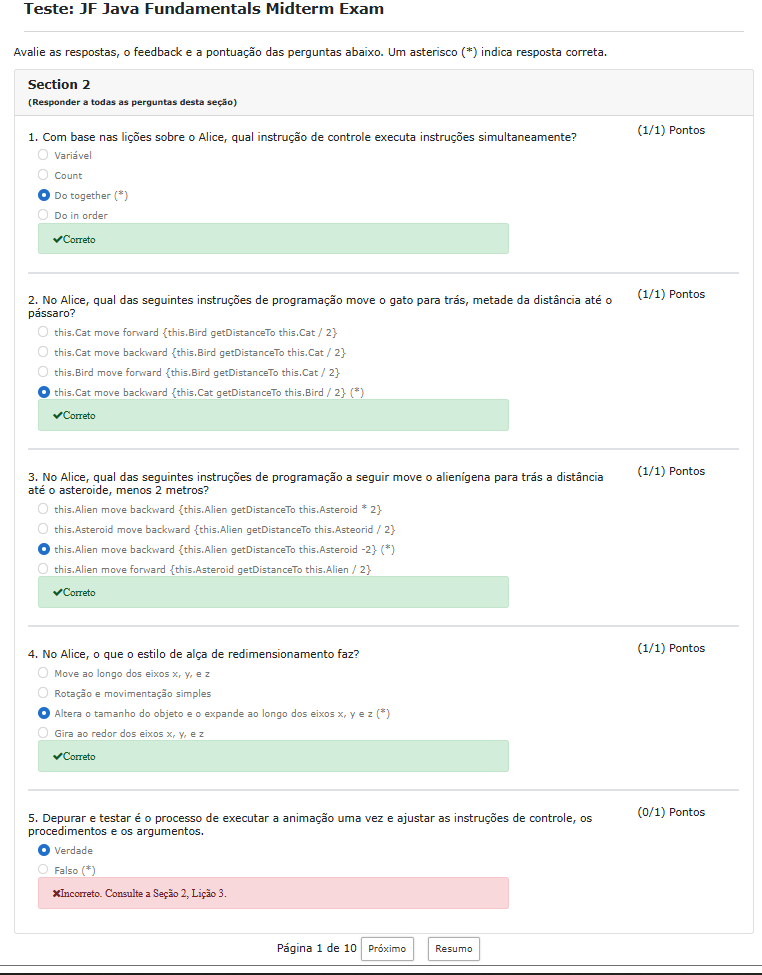 Teste: JF Java Fundamentals Midterm Exam
Avalie as respostas, o feedback e a pontuação das perguntas abaixo. Um asterisco (*) indica resposta correta.
Section 2
(Responder a todas as perguntas desta seção)
1. Com base nas lições sobre o Alice, qual instrução de controle executa instruções simultaneamente?
(1/1) Pontos
Variável
Count
Do together (*)
Do in order
✔Correto
2. No Alice, qual das seguintes instruções de programação move o gato para trás, metade da distância até o
pássaro?
(1/1) Pontos
this.Cat move forward {this.Bird getDistanceTo this.Cat / 2}
this.Cat move backward {this.Bird getDistanceTo this.Cat / 2}
this.Bird move forward {this.Bird getDistanceTo this.Cat / 2}
this.Cat move backward {this.Cat getDistanceTo this.Bird / 2} (*)
✔Correto
3. No Alice, qual das seguintes instruções de programação a seguir move o alienígena para trás a distância
até o asteroide, menos 2 metros?
(1/1) Pontos
this.Alien move backward {this.Alien getDistanceTo this.Asteroid * 2}
this.Asteroid move backward {this.Alien getDistanceTo this.Asteorid / 2}
this.Alien move backward {this.Alien getDistanceTo this.Asteroid -2} (*)
this.Alien move forward {this.Asteroid getDistanceTo this.Alien / 2}
✔Correto
4. No Alice, o que o estilo de alça de redimensionamento faz?
(1/1) Pontos
Move ao longo dos eixos x, y, e z
Rotação e movimentação simples
Altera o tamanho do objeto e o expande ao longo dos eixos x, y e z (*)
Gira ao redor dos eixos x, y, e z
✔Correto
5. Depurar e testar é o processo de executar a animação uma vez e ajustar as instruções de controle, os
procedimentos e os argumentos.
(0/1) Pontos
Verdade
Falso (*)
✖Incorreto. Consulte a Seção 2, Lição 3.
Página 1 de 10 Próximo Resumo